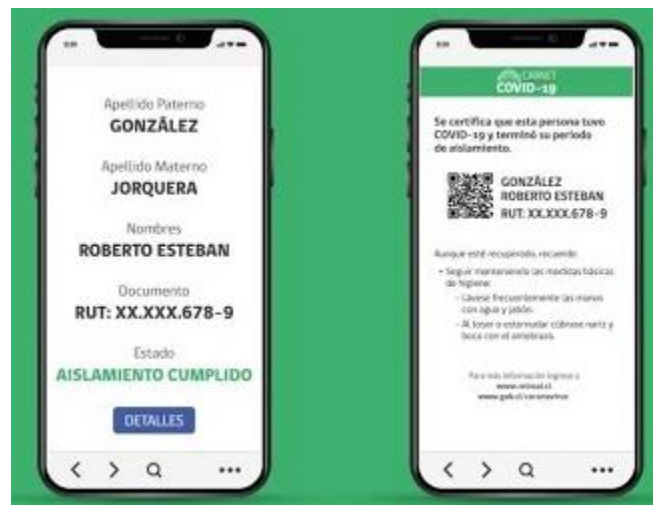 Apellido Paterno
GONZÁLEZ
Apellido Materno
JORQUERA
Nombres
ROBERTO ESTEBAN
Documento
RUT: XX.XXX.678-9
Estado
AISLAMIENTO CUMPLIDO
DETALLES
CARNET
COVID-19
Se certifica que esta persona tuvo
COVID-19 y terminó su periodo
de aislamiento.
GONZÁLEZ
ROBERTO ESTEBAN
RUT: XX.XXX.678-9
Aunque esté recuperado, recuerde:
• Seguir manteniendo las medidas básicas
de higiene:
- Lávese frecuentemente las manos
con agua y jabón.
- Al toser o estornudar cúbrase nariz y
boca con el antebrazo.
Para más información ingrese a
www.minsal.cl
www.gob.cl/coronavirus